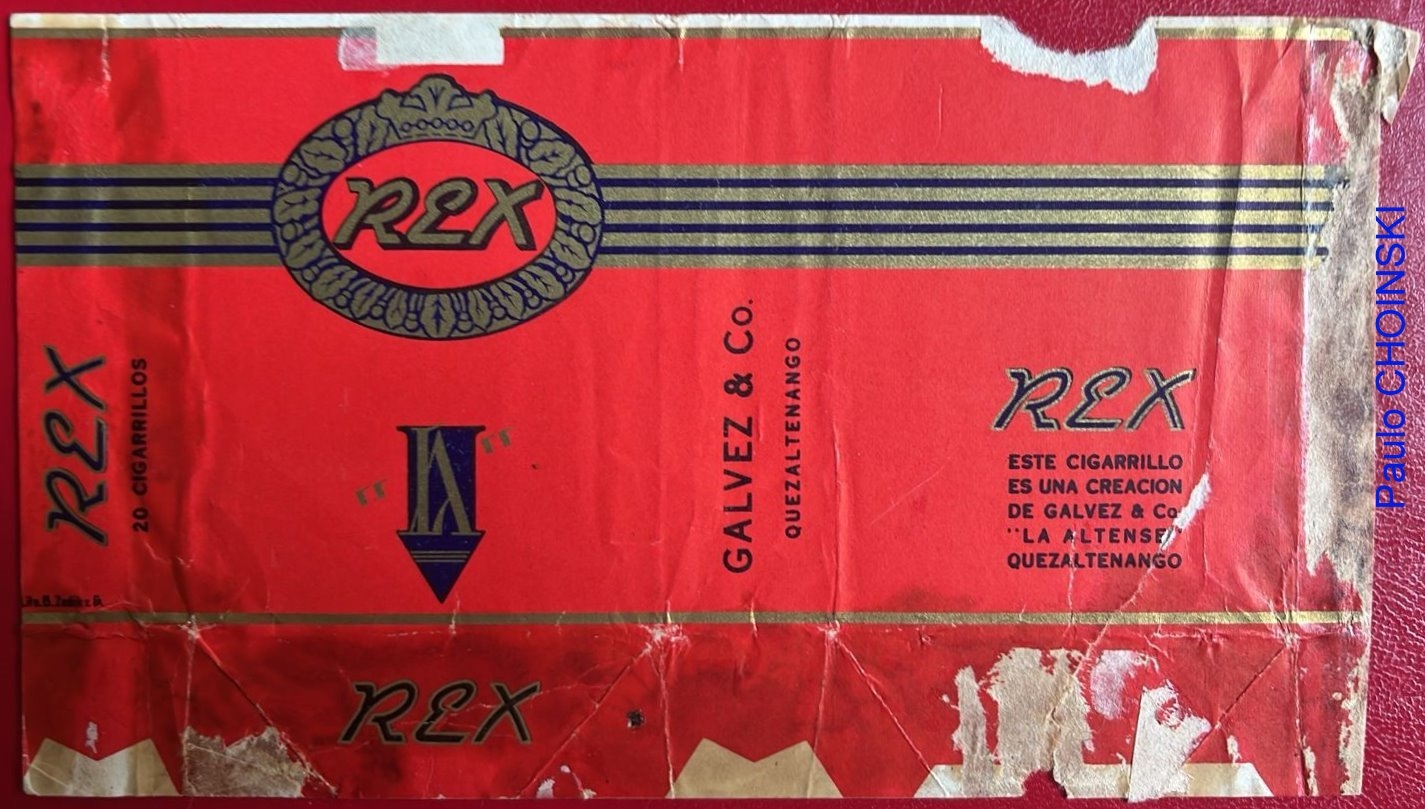 REX
REX
20 CIGARRILLOS
"LA"
GALVEZ & Co.
QUEZALTENANGO
REX
ESTE CIGARRILLO
ES UNA CREACION
DE GALVEZ & Co
"LA ALTENSE"
QUEZALTENANGO
REX
Paulo CHOINSKI